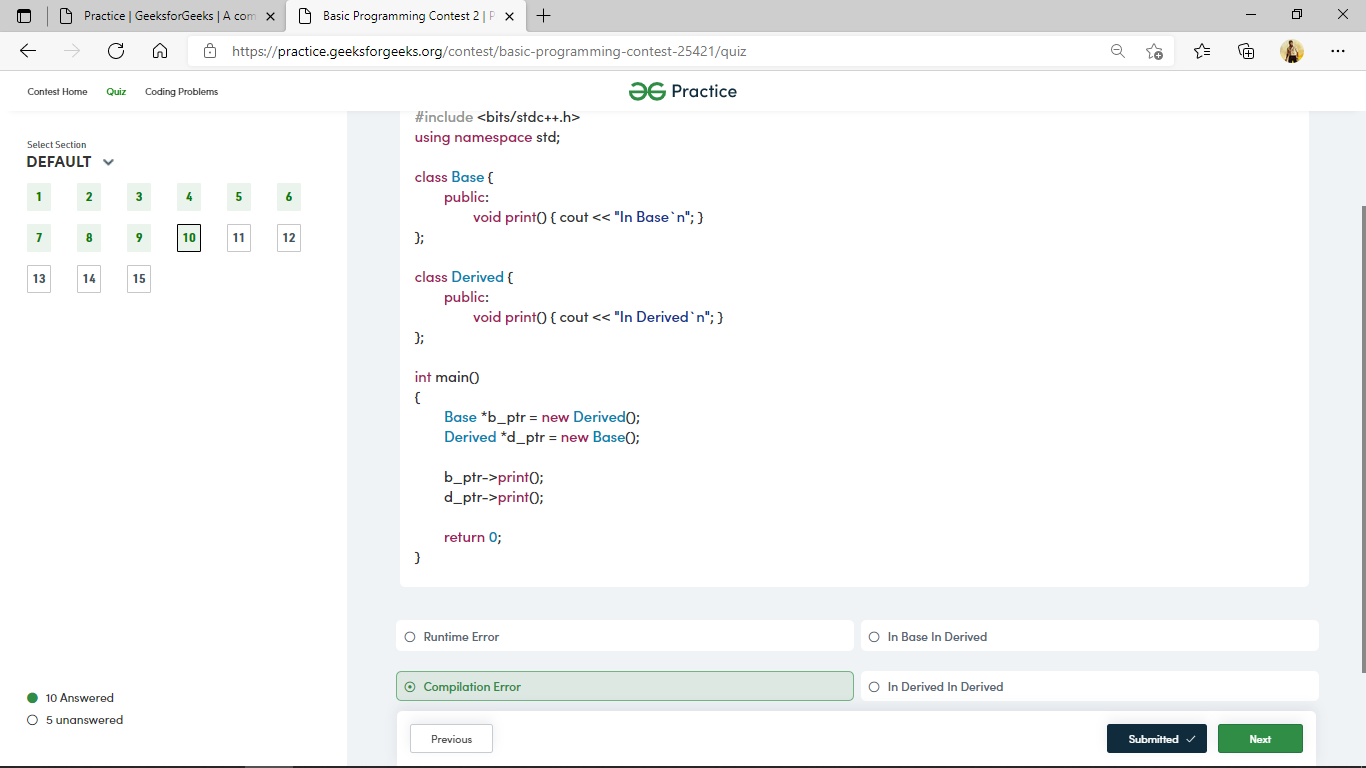 Practice | GeeksforGeeks | A com
Basic Programming Contest 2 | P
https://practice.geeksforgeeks.org/contest/basic-programming-contest-25421/quiz
Contest Home Quiz Coding Problems
Practice
Select Section
DEFAULT
1 2 3 4 5 6
7 8 9 10 11 12
13 14 15
#include <bits/stdc++.h>
using namespace std;
class Base {
public:
void print() { cout << "In Base`n"; }
};
class Derived {
public:
void print() { cout << "In Derived`n"; }
};
int main()
{
Base *b_ptr = new Derived();
Derived *d_ptr = new Base();
b_ptr->print();
d_ptr->print();
return 0;
}
Runtime Error
In Base In Derived
Compilation Error
In Derived In Derived
10 Answered
5 unanswered
Previous
Submitted
Next